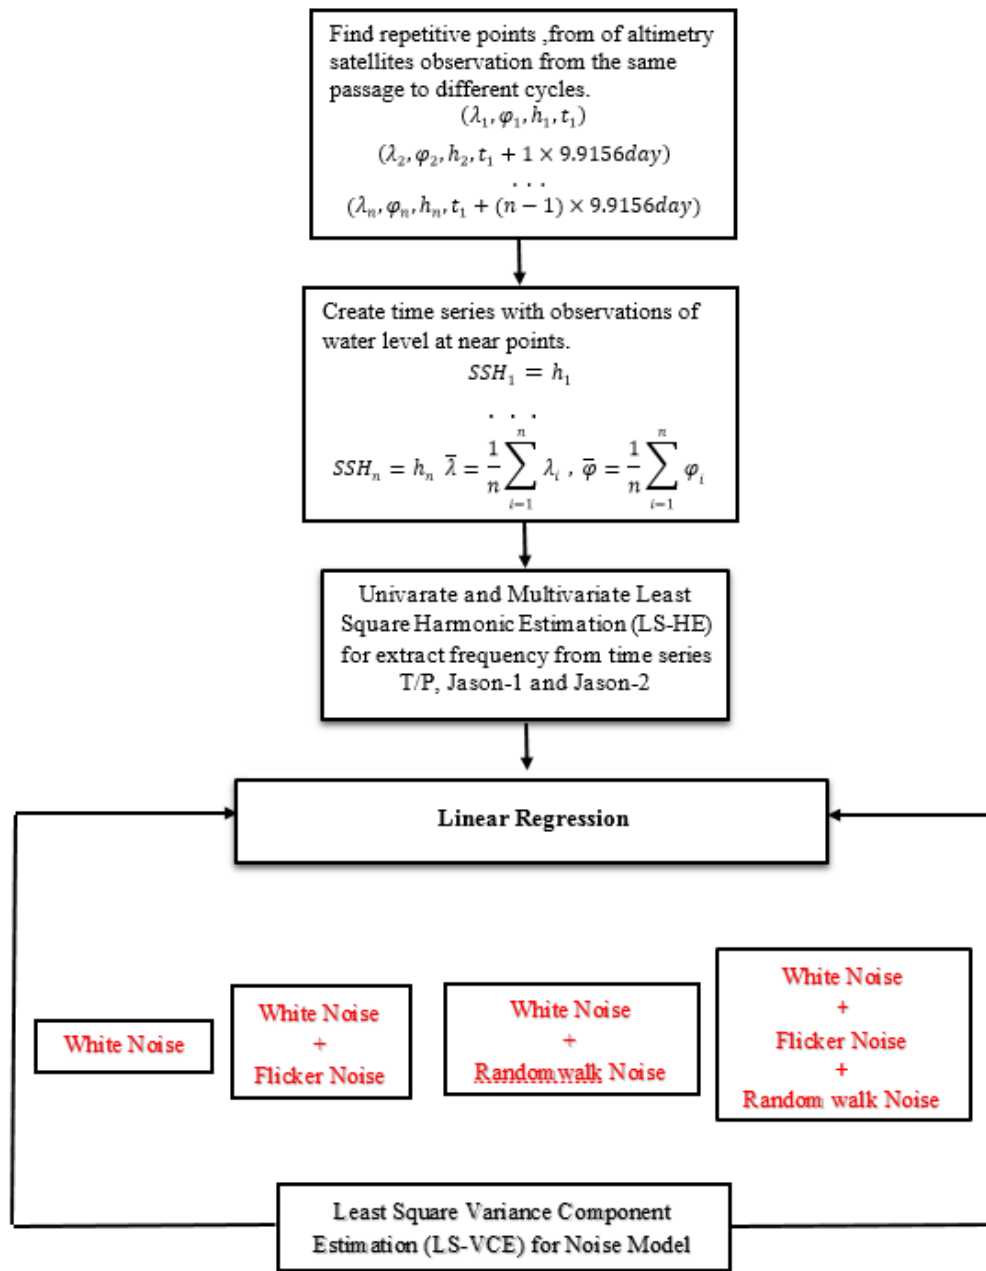 Find repetitive points ,from of altimetry
satellites observation from the same
passage to different cycles.
(λ₁, φ₁, h₁, t₁)
(λ₂, φ₂, h₂, t₁ + 1 × 9.9156day)
. . .
(λₙ, φₙ, hₙ, t₁ + (n − 1) × 9.9156day)
Create time series with observations of
water level at near points.
SSH₁ = h₁
. . .
SSHₙ = hₙ λ̄ = 1/n ∑ᵢ₌₁ⁿ λᵢ , φ̄ = 1/n ∑ᵢ₌₁ⁿ φᵢ
Univarate and Multivariate Least
Square Harmonic Estimation (LS-HE)
for extract frequency from time series
T/P, Jason-1 and Jason-2
Linear Regression
White Noise
White Noise
+
Flicker Noise
White Noise
+
Randomwalk Noise
White Noise
+
Flicker Noise
+
Random walk Noise
Least Square Variance Component
Estimation (LS-VCE) for Noise Model